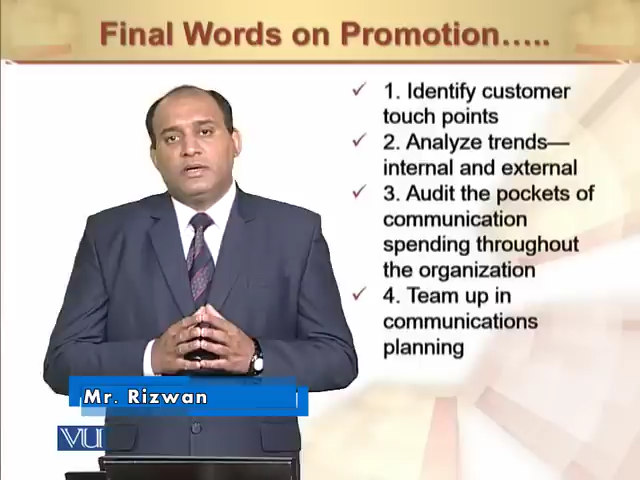 Final Words on Promotion…..
✓ 1. Identify customer
touch points
✓ 2. Analyze trends—
internal and external
✓ 3. Audit the pockets of
communication
spending throughout
the organization
✓ 4. Team up in
communications
planning
Mr. Rizwan
VU